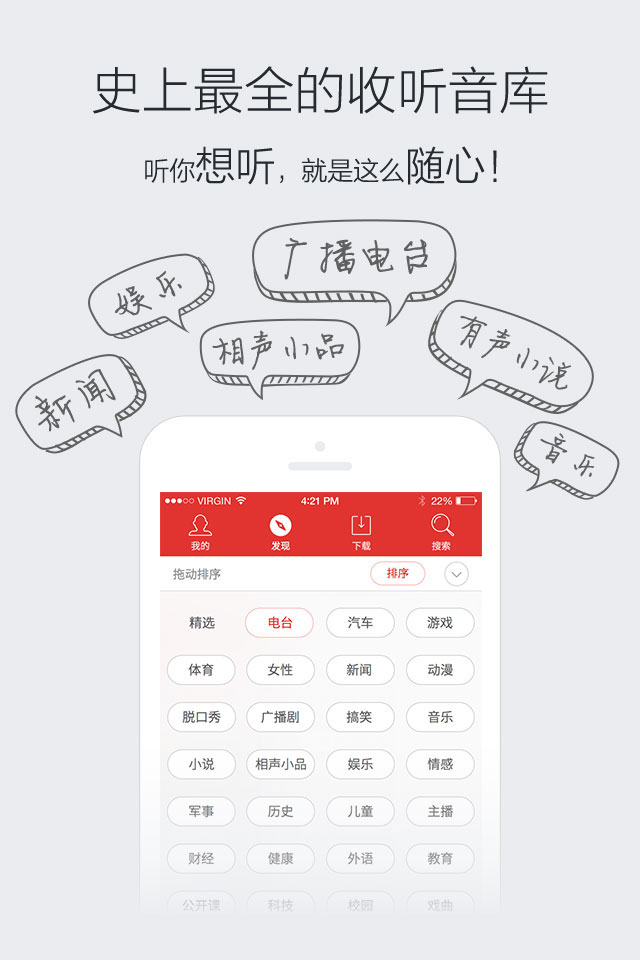 史上最全的收听音库
听你想听，就是这么随心！
广播电台
娱乐
相声小品
有声小说
新闻
音乐
VIRGIN 4:21 PM 22%
我的 发现 下载 搜索
拖动排序 排序
精选 电台 汽车 游戏
体育 女性 新闻 动漫
脱口秀 广播剧 搞笑 音乐
小说 相声小品 娱乐 情感
军事 历史 儿童 主播
财经 健康 外语 教育
公开课 科技 校园 戏曲